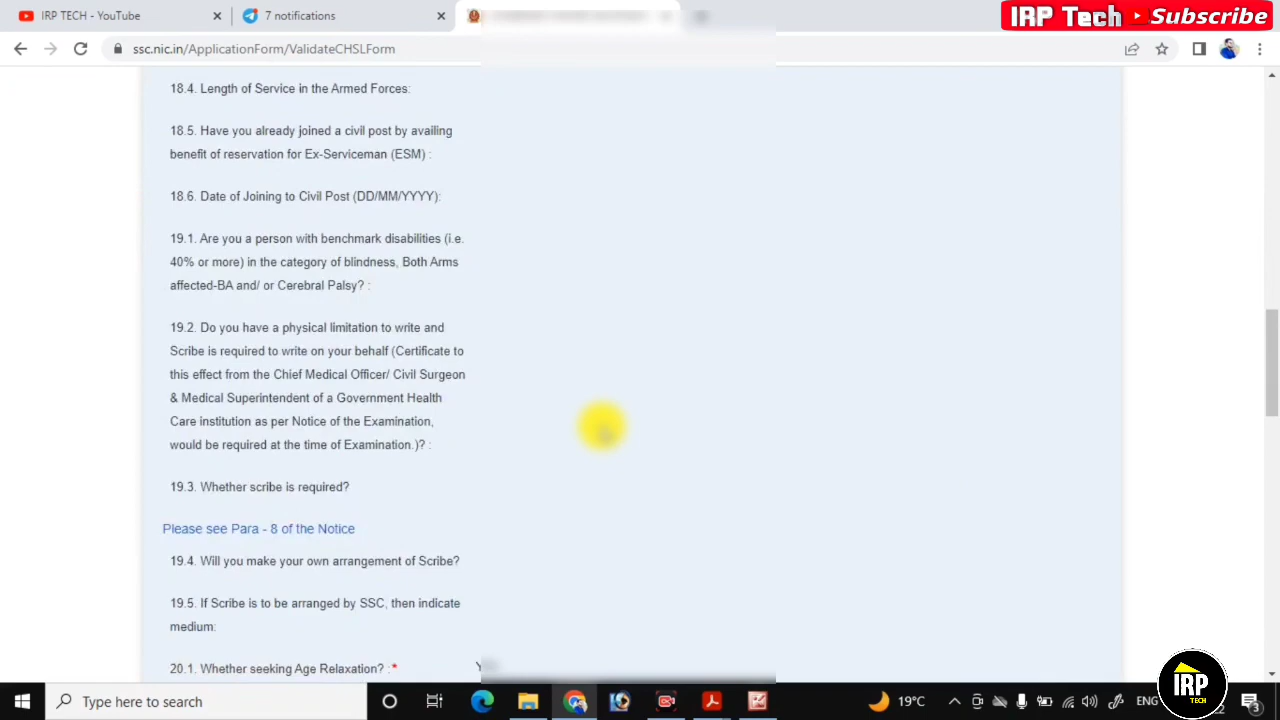 IRP TECH - YouTube
7 notifications
IRP Tech Subscribe
ssc.nic.in/ApplicationForm/ValidateCHSLForm
18.4. Length of Service in the Armed Forces:
18.5. Have you already joined a civil post by availing
benefit of reservation for Ex-Serviceman (ESM) :
18.6. Date of Joining to Civil Post (DD/MM/YYYY):
19.1. Are you a person with benchmark disabilities (i.e.
40% or more) in the category of blindness, Both Arms
affected-BA and/ or Cerebral Palsy? :
19.2. Do you have a physical limitation to write and
Scribe is required to write on your behalf (Certificate to
this effect from the Chief Medical Officer/ Civil Surgeon
& Medical Superintendent of a Government Health
Care institution as per Notice of the Examination,
would be required at the time of Examination.)? :
19.3. Whether scribe is required?
Please see Para - 8 of the Notice
19.4. Will you make your own arrangement of Scribe?
19.5. If Scribe is to be arranged by SSC, then indicate
medium:
20.1. Whether seeking Age Relaxation? :*
Type here to search
19°C
ENG
3
IRP
TECH